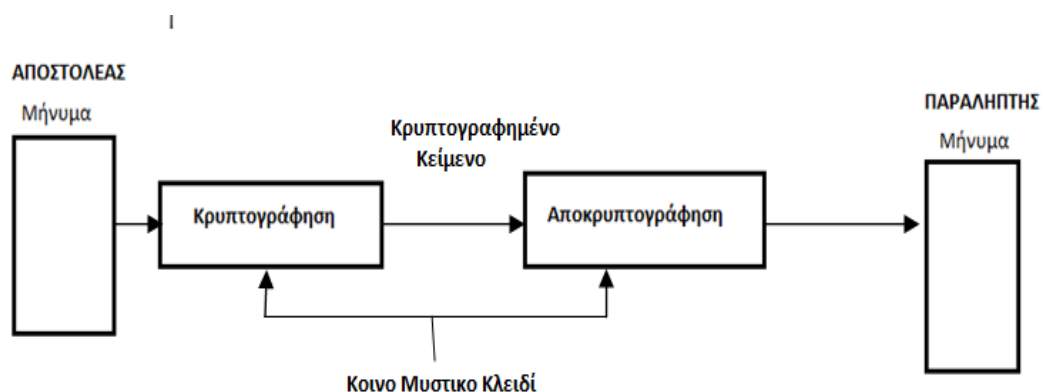 ΑΠΟΣΤΟΛΕΑΣ
Μήνυμα
ΠΑΡΑΛΗΠΤΗΣ
Μήνυμα
Κρυπτογραφημένο
Κείμενο
Κρυπτογράφηση
Αποκρυπτογράφηση
Κοινο Μυστικο Κλειδί